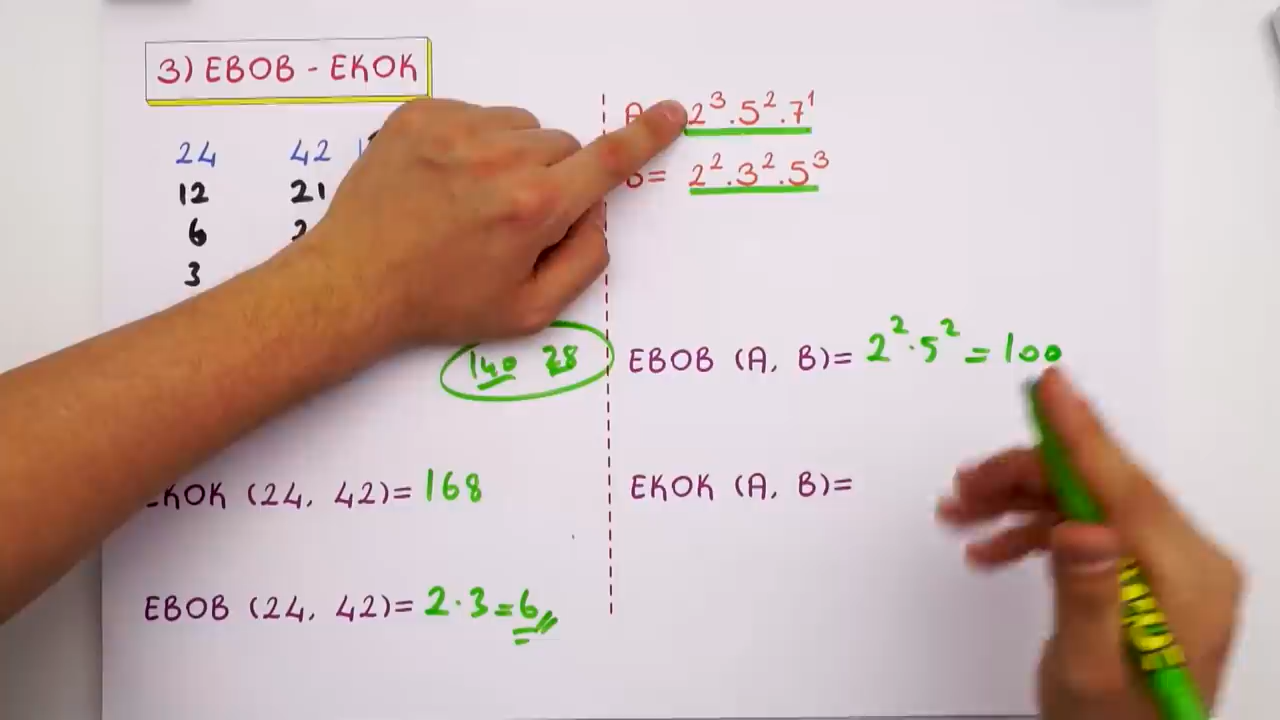 3) EBOB - EKOK
24 42
12 21
6
3
140 28
EKOK (24, 42)= 168
EBOB (24, 42)= 2·3=6
A 2³.5².7¹
B= 2².3².5³
EBOB (A, B)= 2²·5² = 100
EKOK (A, B)=